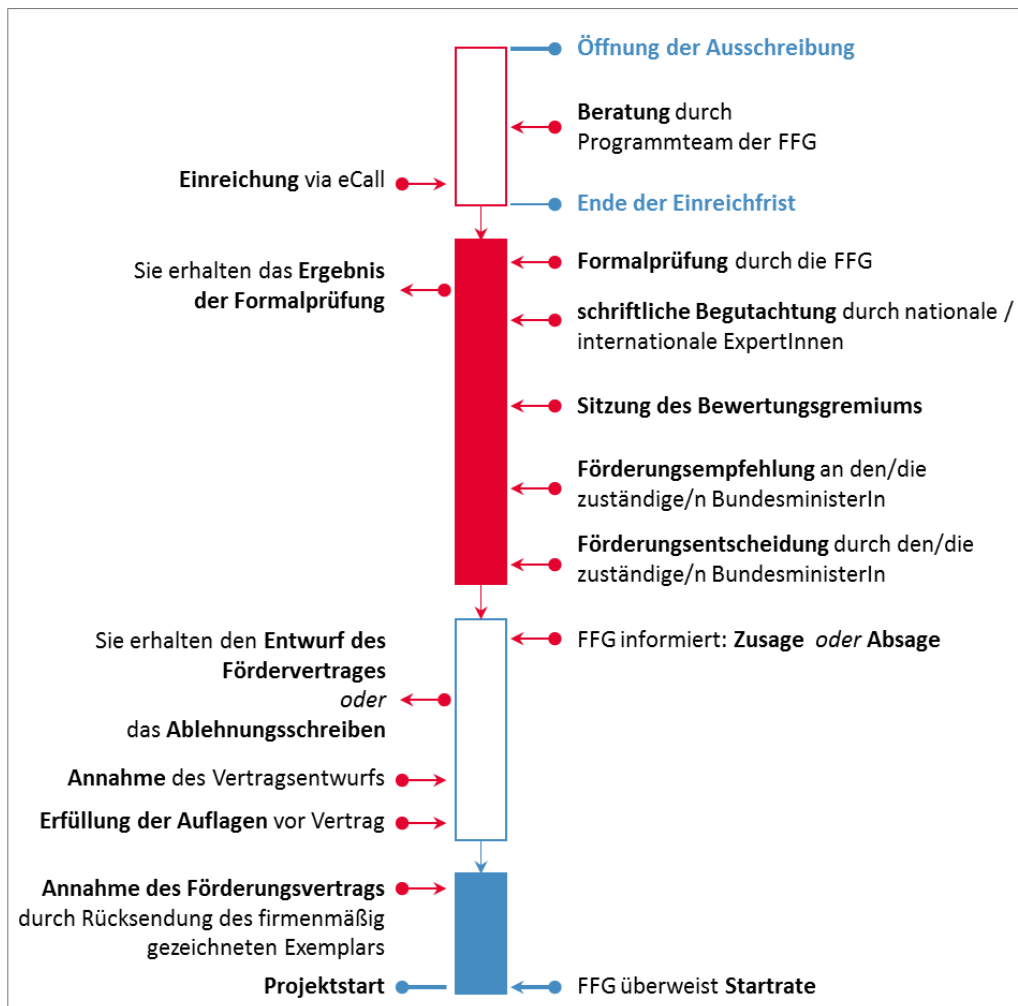 Öffnung der Ausschreibung
Beratung durch
Programmteam der FFG
Einreichung via eCall
Ende der Einreichfrist
Formalprüfung durch die FFG
Sie erhalten das Ergebnis
der Formalprüfung
schriftliche Begutachtung durch nationale /
internationale ExpertInnen
Sitzung des Bewertungsgremiums
Förderungsempfehlung an den/die
zuständige/n BundesministerIn
Förderungsentscheidung durch den/die
zuständige/n BundesministerIn
FFG informiert: Zusage oder Absage
Sie erhalten den Entwurf des
Fördervertrages
oder
das Ablehnungsschreiben
Annahme des Vertragsentwurfs
Erfüllung der Auflagen vor Vertrag
Annahme des Förderungsvertrags
durch Rücksendung des firmenmäßig
gezeichneten Exemplars
Projektstart
FFG überweist Startrate